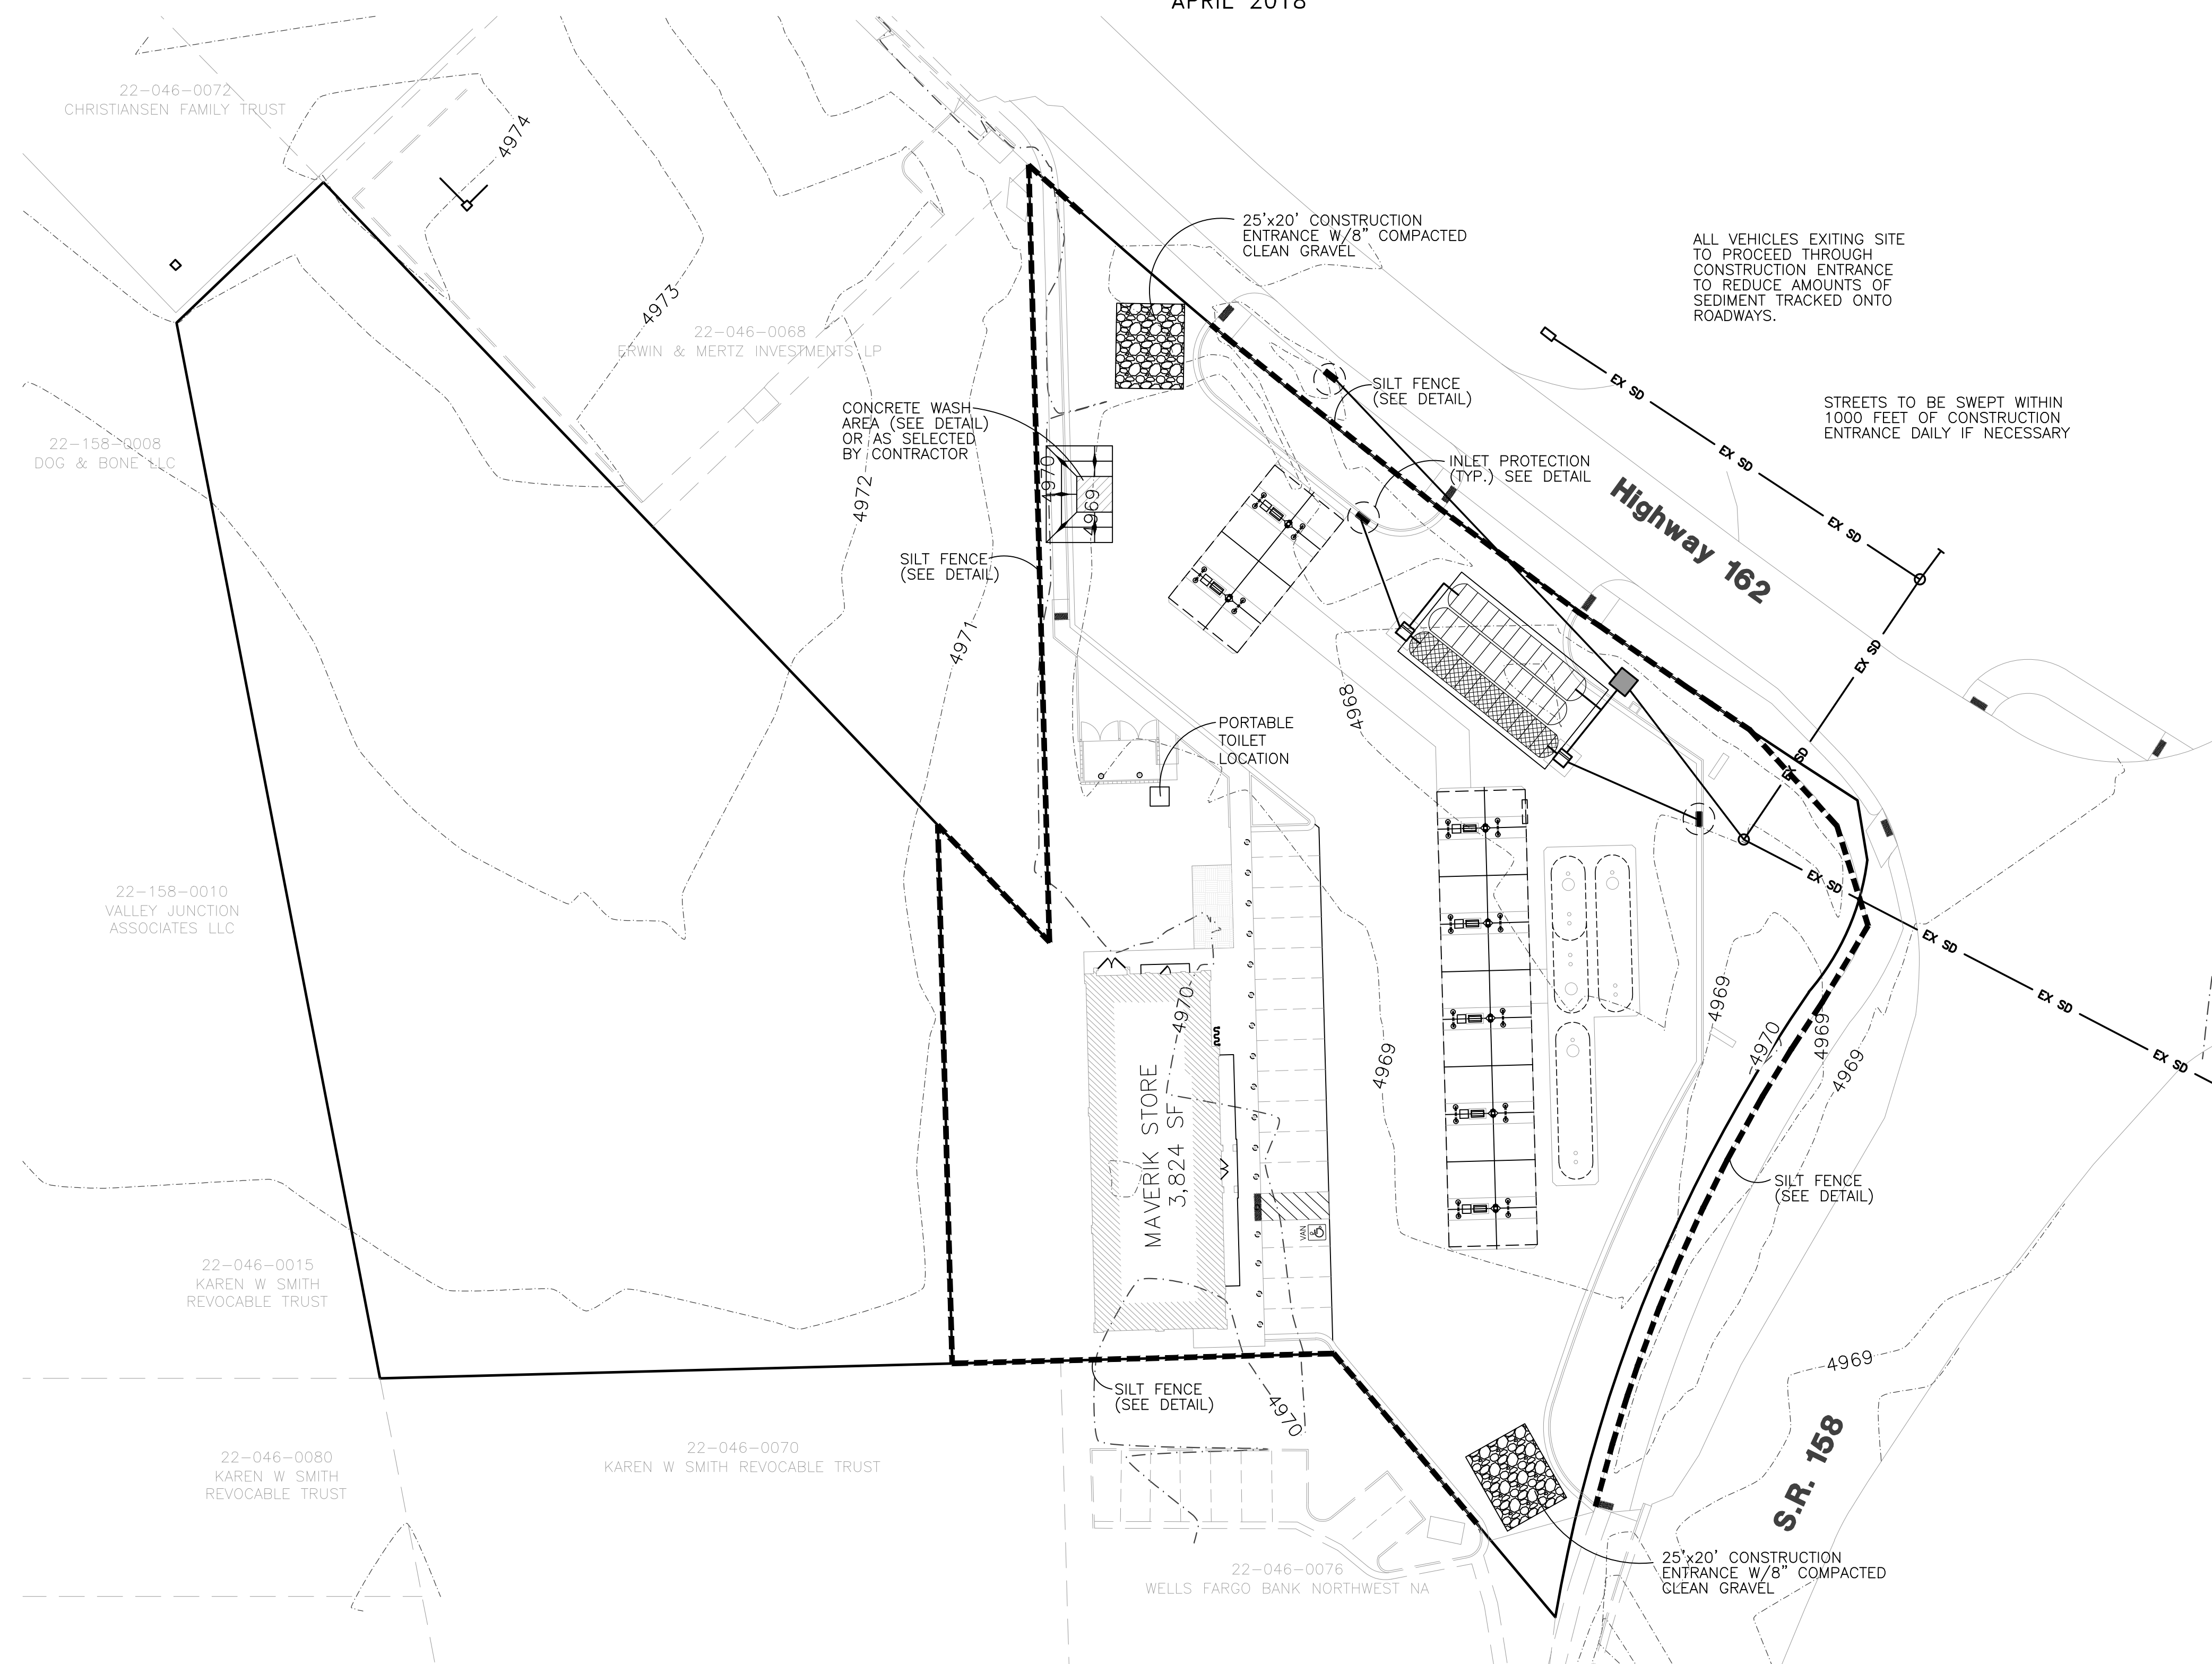 APRIL 2018
22-046-0072
CHRISTIANSEN FAMILY TRUST
4974
25'x20' CONSTRUCTION
ENTRANCE W/8" COMPACTED
CLEAN GRAVEL
ALL VEHICLES EXITING SITE
TO PROCEED THROUGH
CONSTRUCTION ENTRANCE
TO REDUCE AMOUNTS OF
SEDIMENT TRACKED ONTO
ROADWAYS.
4973
22-046-0068
ERWIN & MERTZ INVESTMENTS LP
EX SD
SILT FENCE
(SEE DETAIL)
STREETS TO BE SWEPT WITHIN
1000 FEET OF CONSTRUCTION
ENTRANCE DAILY IF NECESSARY
CONCRETE WASH
AREA (SEE DETAIL)
OR AS SELECTED
BY CONTRACTOR
22-158-0008
DOG & BONE LLC
EX SD
INLET PROTECTION
(TYP.) SEE DETAIL
4970
4969
4972
Highway 162
EX SD
SILT FENCE
(SEE DETAIL)
4971
EX SD
4968
PORTABLE
TOILET
LOCATION
EX SD
22-158-0010
VALLEY JUNCTION
ASSOCIATES LLC
EX SD
EX SD
4970
4969
EX SD
4969
4970
4969
4969
EX SD
MAVERIK STORE
3,824 SF
SILT FENCE
(SEE DETAIL)
VAN
22-046-0015
KAREN W SMITH
REVOCABLE TRUST
4969
SILT FENCE
(SEE DETAIL)
4970
S.R. 158
22-046-0080
KAREN W SMITH
REVOCABLE TRUST
22-046-0070
KAREN W SMITH REVOCABLE TRUST
22-046-0076
WELLS FARGO BANK NORTHWEST NA
25'x20' CONSTRUCTION
ENTRANCE W/8" COMPACTED
CLEAN GRAVEL